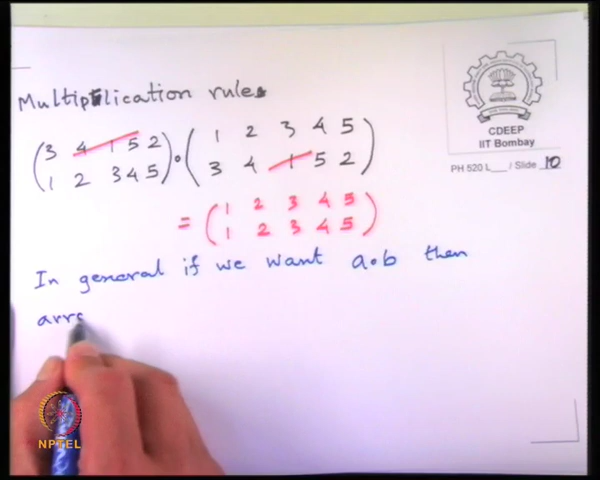 Multiplication rules
(3 4 1 5 2) . (1 2 3 4 5)
(1 2 3 4 5) (3 4 1 5 2)
= (1 2 3 4 5)
(1 2 3 4 5)
In general if we want a.b then
arra
CDEEP
IIT Bombay
PH 520 L___ / Slide 10
NPTEL